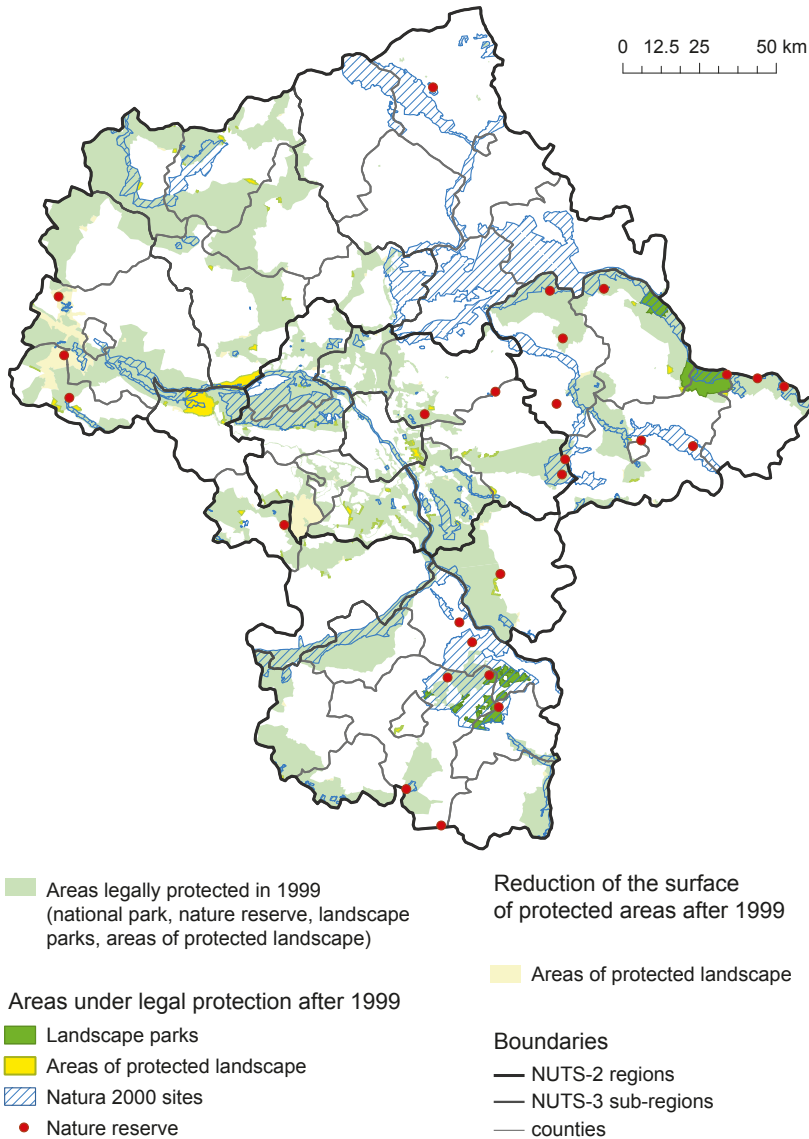 0 12.5 25 50 km
Areas legally protected in 1999
(national park, nature reserve, landscape
parks, areas of protected landscape)
Areas under legal protection after 1999
Landscape parks
Areas of protected landscape
Natura 2000 sites
Nature reserve
Reduction of the surface
of protected areas after 1999
Areas of protected landscape
Boundaries
NUTS-2 regions
NUTS-3 sub-regions
counties